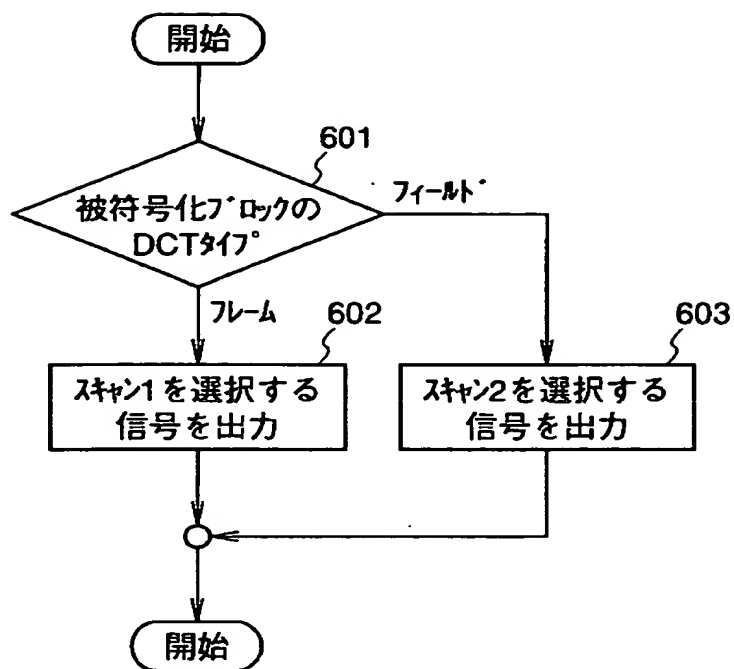 開始
601
被符号化ﾌﾞﾛｯｸの
DCTﾀｲﾌﾟ
ﾌｨｰﾙﾄﾞ
ﾌﾚｰﾑ
602
603
ｽｷｬﾝ1を選択する
信号を出力
ｽｷｬﾝ2を選択する
信号を出力
開始